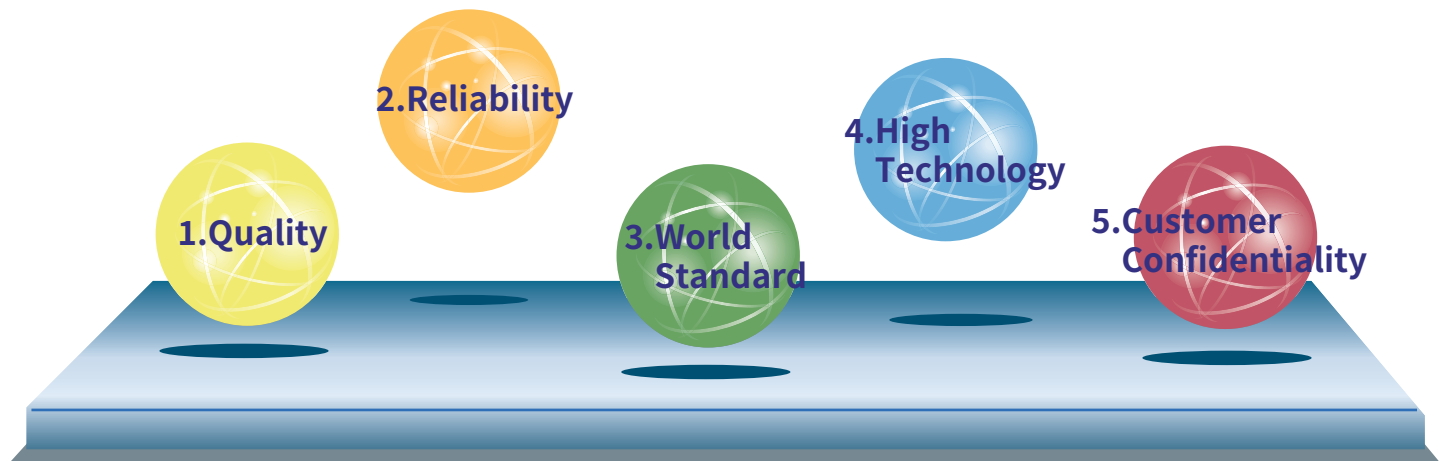 1.Quality
2.Reliability
3.World
Standard
4.High
Technology
5.Customer
Confidentiality